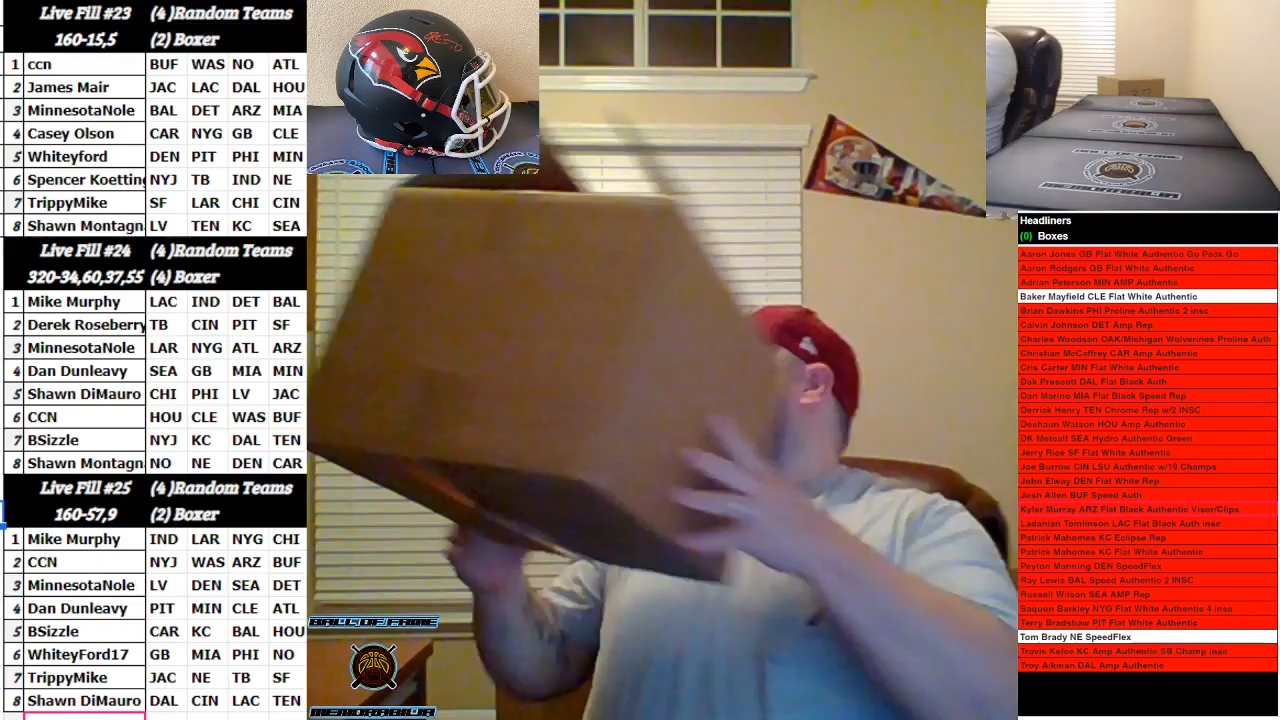 Live Fill #23 (4 )Random Teams
160-15,5 (2) Boxer
1 ccn BUF WAS NO ATL
2 James Mair JAC LAC DAL HOU
3 MinnesotaNole BAL DET ARZ MIA
4 Casey Olson CAR NYG GB CLE
5 Whiteyford DEN PIT PHI MIN
6 Spencer Koetting NYJ TB IND NE
7 TrippyMike SF LAR CHI CIN
8 Shawn Montagn LV TEN KC SEA
Live Fill #24 (4 )Random Teams
320-34,60,37,55 (4) Boxer
1 Mike Murphy LAC IND DET BAL
2 Derek Roseberry TB CIN PIT SF
3 MinnesotaNole LAR NYG ATL ARZ
4 Dan Dunleavy SEA GB MIA MIN
5 Shawn DiMauro CHI PHI LV JAC
6 CCN HOU CLE WAS BUF
7 BSizzle NYJ KC DAL TEN
8 Shawn Montagn NO NE DEN CAR
Live Fill #25 (4 )Random Teams
160-57,9 (2) Boxer
1 Mike Murphy IND LAR NYG CHI
2 CCN NYJ WAS ARZ BUF
3 MinnesotaNole LV DEN SEA DET
4 Dan Dunleavy PIT MIN CLE ATL
5 BSizzle CAR KC BAL HOU
6 WhiteyFord17 GB MIA PHI NO
7 TrippyMike JAC NE TB SF
8 Shawn DiMauro DAL CIN LAC TEN
BALL OF FAME
MEMORABILIA
Headliners
(0) Boxes
Aaron Jones GB Flat White Authentic Go Pack Go
Aaron Rodgers GB Flat White Authentic
Adrian Peterson MIN AMP Authentic
Baker Mayfield CLE Flat White Authentic
Brian Dawkins PHI Proline Authentic 2 insc
Calvin Johnson DET Amp Rep
Charles Woodson OAK/Michigan Wolverines Proline Auth
Christian McCaffrey CAR Amp Authentic
Cris Carter MIN Flat White Authentic
Dak Prescott DAL Flat Black Auth
Dan Marino MIA Flat Black Speed Rep
Derrick Henry TEN Chrome Rep w/2 INSC
Deshaun Watson HOU Amp Authentic
DK Metcalf SEA Hydro Authentic Green
Jerry Rice SF Flat White Authentic
Joe Burrow CIN LSU Authentic w/19 Champs
John Elway DEN Flat White Rep
Josh Allen BUF Speed Auth
Kyler Murray ARZ Flat Black Authentic Visor/Clips
Ladanian Tomlinson LAC Flat Black Auth insc
Patrick Mahomes KC Eclipse Rep
Patrick Mahomes KC Flat White Authentic
Peyton Manning DEN SpeedFlex
Ray Lewis BAL Speed Authentic 2 INSC
Russell Wilson SEA AMP Rep
Saquon Barkley NYG Flat White Authentic 4 insc
Terry Bradshaw PIT Flat White Authentic
Tom Brady NE SpeedFlex
Travis Kelce KC Amp Authentic SB Champ insc
Troy Aikman DAL Amp Authentic